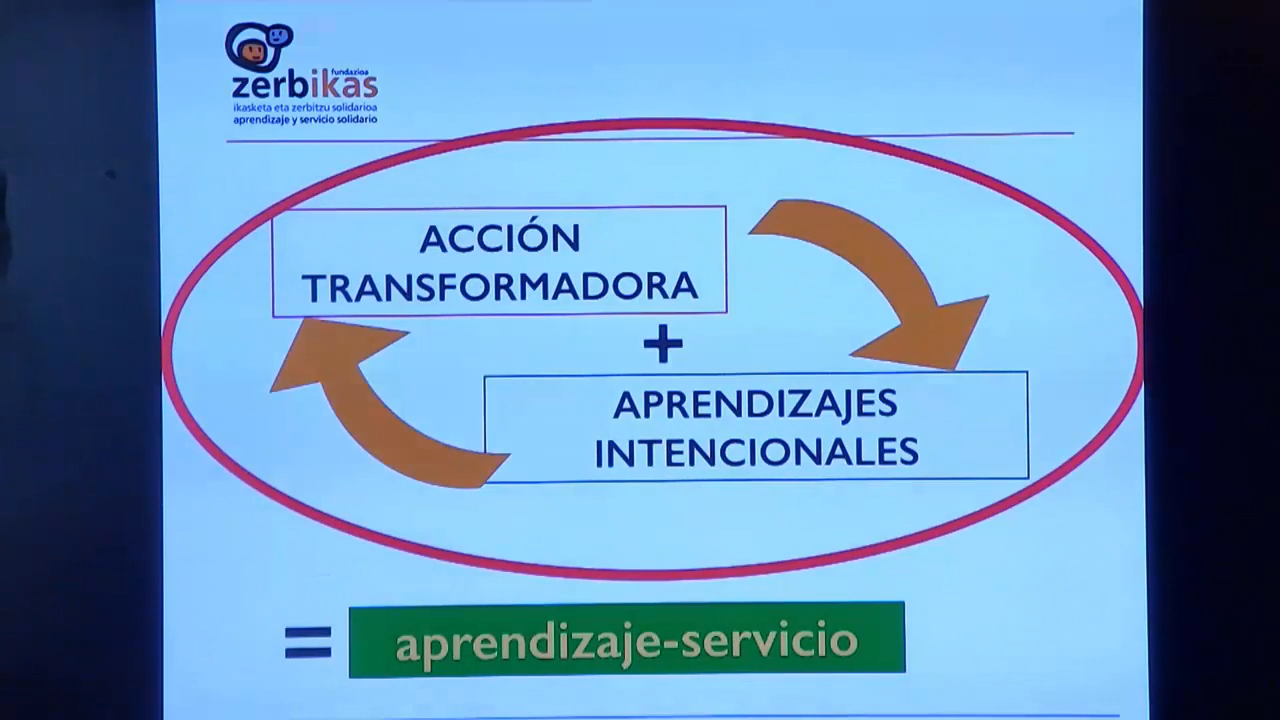 fundazioa
zerbikas
ikasketa eta zerbitzu solidarioa
aprendizaje y servicio solidario
ACCIÓN
TRANSFORMADORA
+
APRENDIZAJES
INTENCIONALES
= aprendizaje-servicio